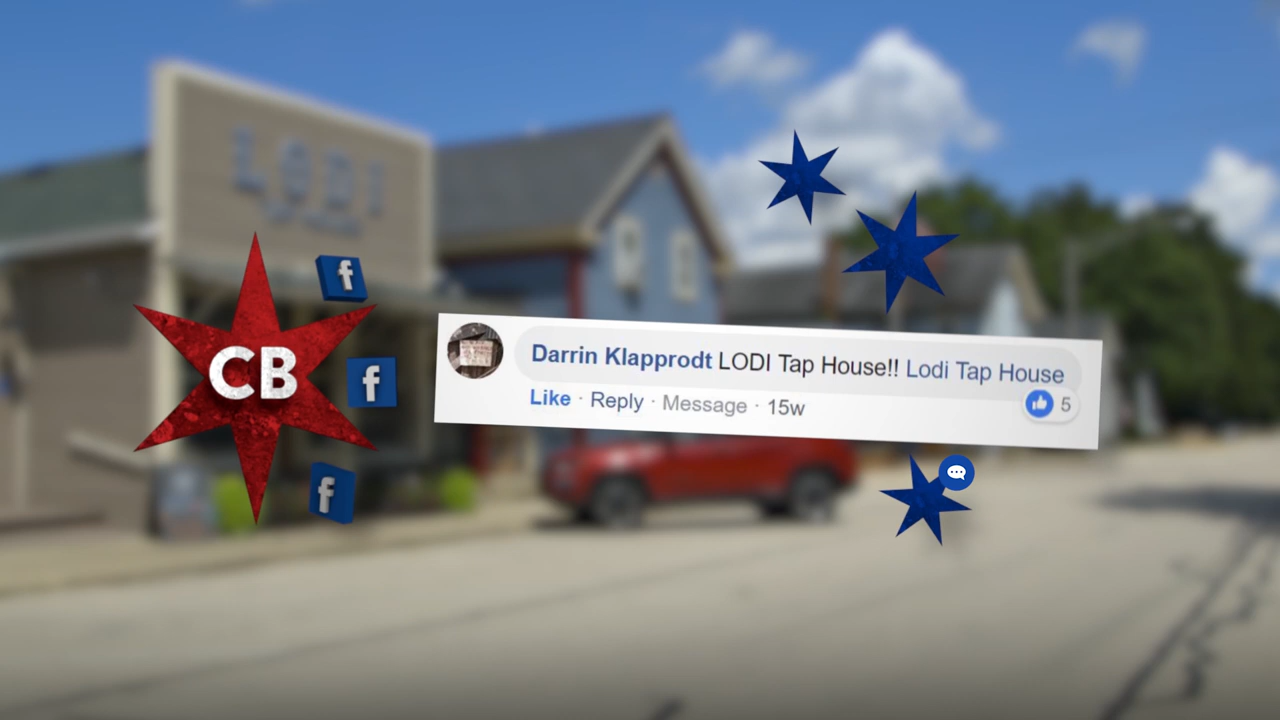 LODI
CB
f
f
f
Darrin Klapprodt LODI Tap House!! Lodi Tap House
Like · Reply · Message · 15w
5